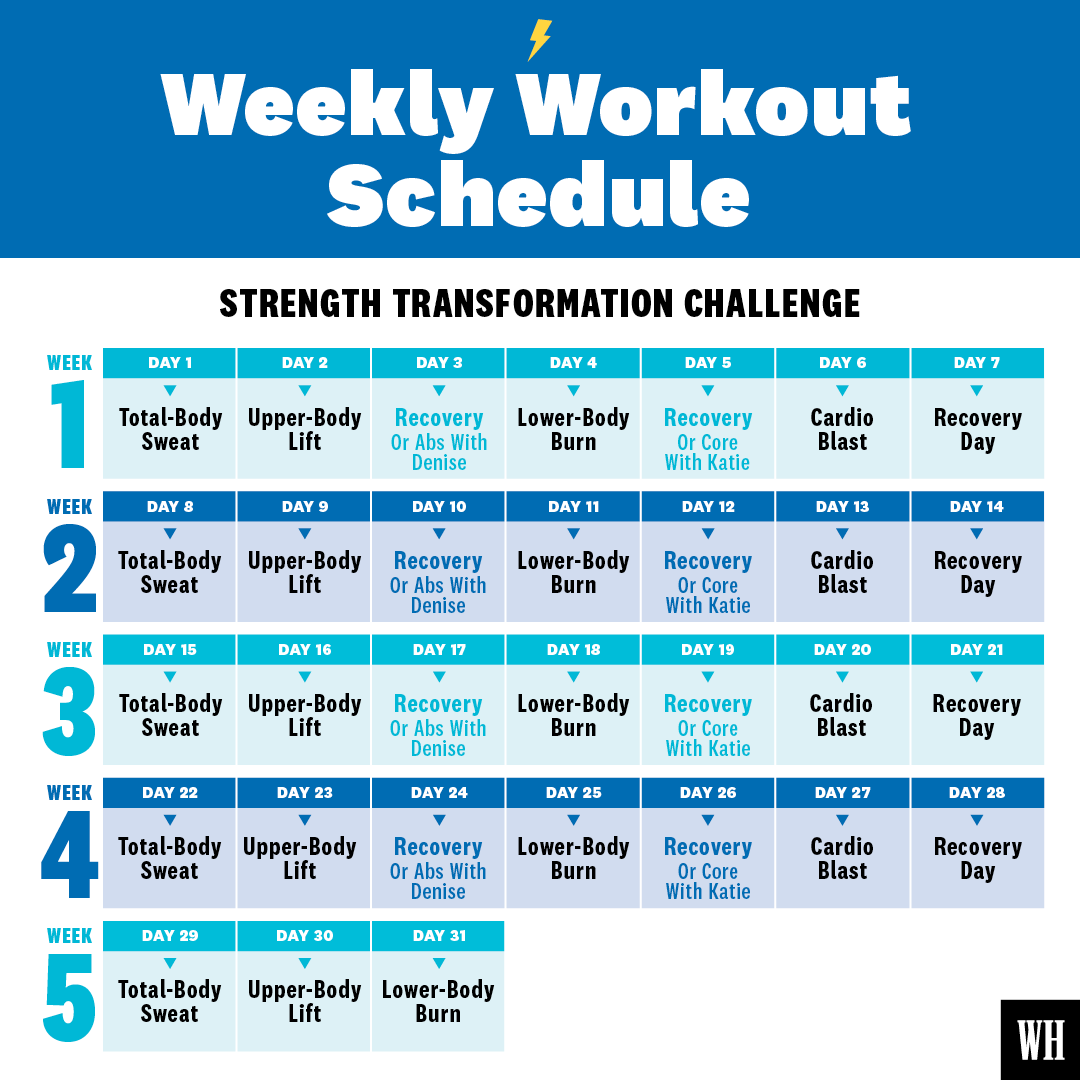 Weekly Workout
Schedule
STRENGTH TRANSFORMATION CHALLENGE
WEEK
1
DAY 1
Total-Body
Sweat
DAY 2
Upper-Body
Lift
DAY 3
Recovery
Or Abs With
Denise
DAY 4
Lower-Body
Burn
DAY 5
Recovery
Or Core
With Katie
DAY 6
Cardio
Blast
DAY 7
Recovery
Day
WEEK
2
DAY 8
Total-Body
Sweat
DAY 9
Upper-Body
Lift
DAY 10
Recovery
Or Abs With
Denise
DAY 11
Lower-Body
Burn
DAY 12
Recovery
Or Core
With Katie
DAY 13
Cardio
Blast
DAY 14
Recovery
Day
WEEK
3
DAY 15
Total-Body
Sweat
DAY 16
Upper-Body
Lift
DAY 17
Recovery
Or Abs With
Denise
DAY 18
Lower-Body
Burn
DAY 19
Recovery
Or Core
With Katie
DAY 20
Cardio
Blast
DAY 21
Recovery
Day
WEEK
4
DAY 22
Total-Body
Sweat
DAY 23
Upper-Body
Lift
DAY 24
Recovery
Or Abs With
Denise
DAY 25
Lower-Body
Burn
DAY 26
Recovery
Or Core
With Katie
DAY 27
Cardio
Blast
DAY 28
Recovery
Day
WEEK
5
DAY 29
Total-Body
Sweat
DAY 30
Upper-Body
Lift
DAY 31
Lower-Body
Burn
WH